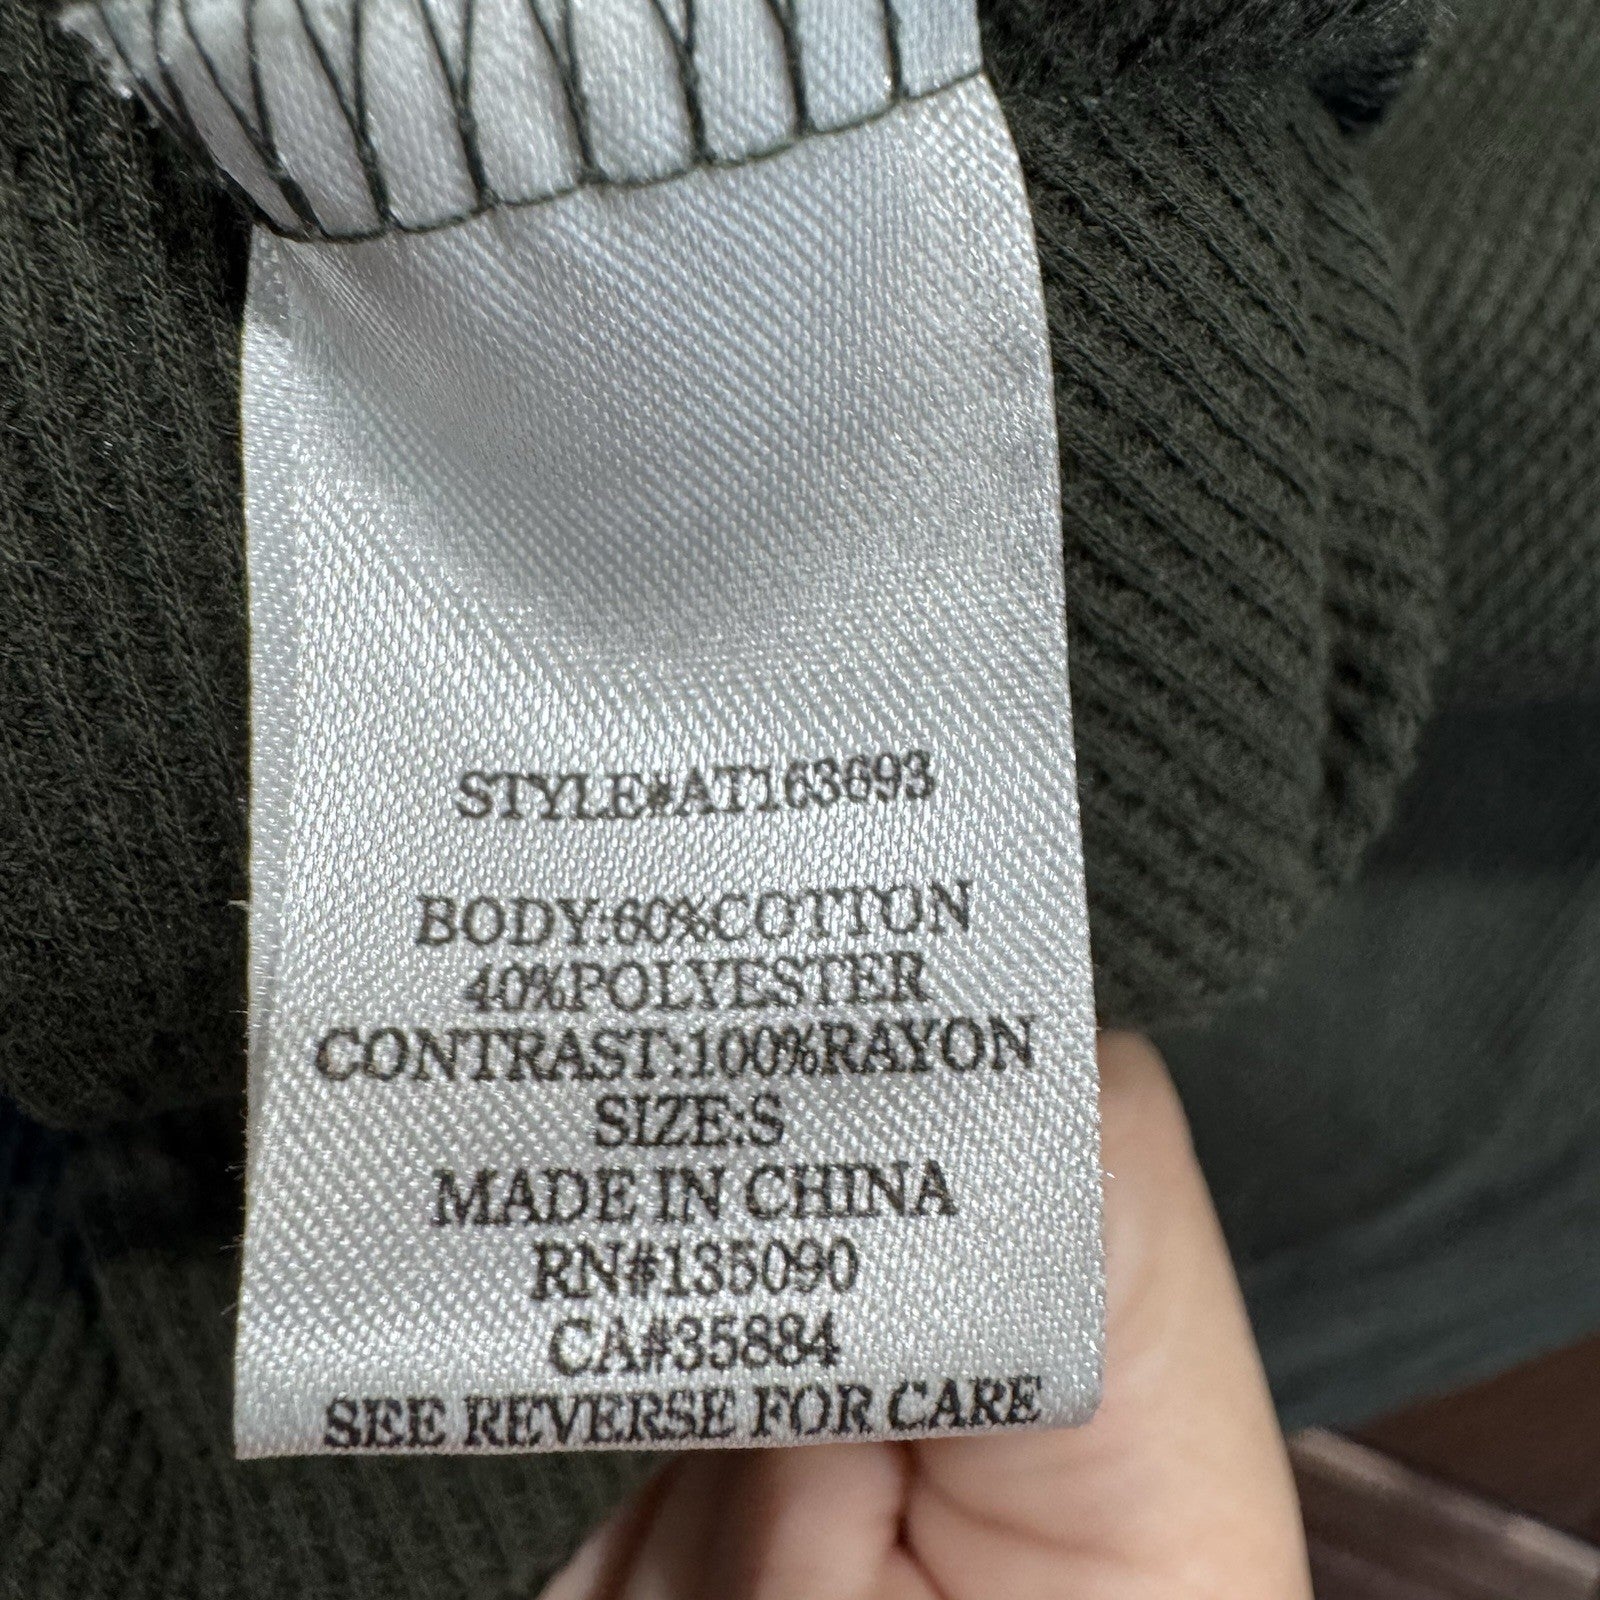 STYLE#AT163693
BODY:60%COTTON
40%POLYESTER
CONTRAST:100%RAYON
SIZE:S
MADE IN CHINA
RN#135090
CA#35884
SEE REVERSE FOR CARE